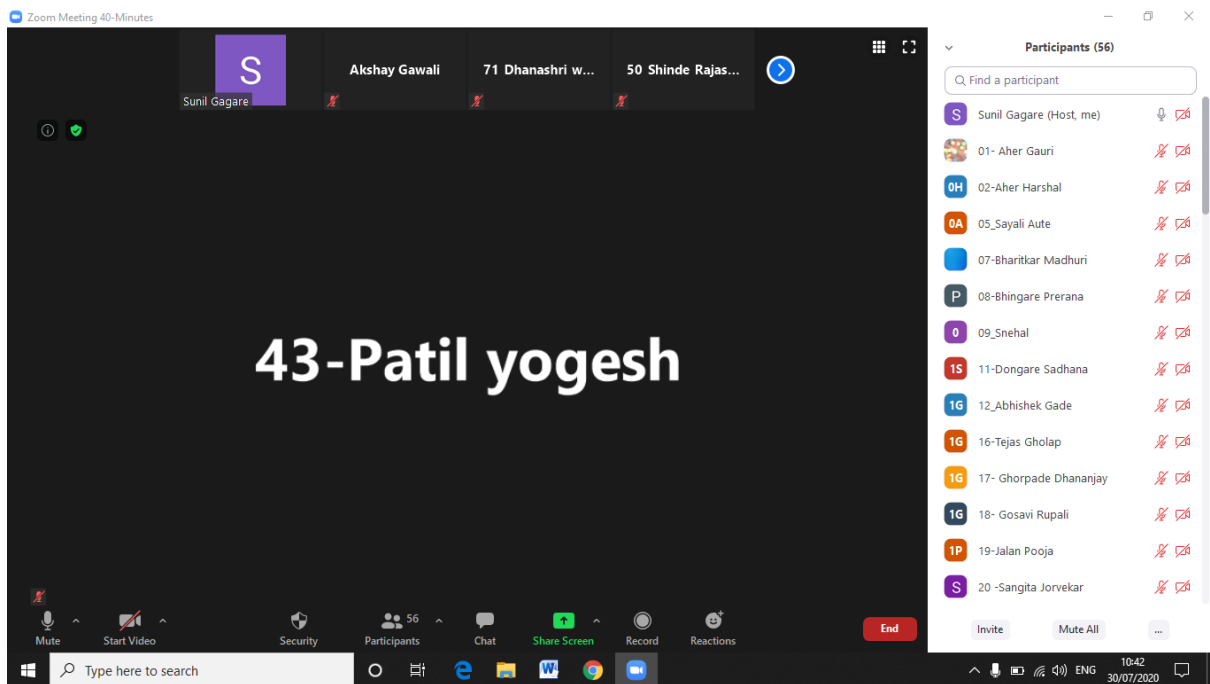 Zoom Meeting 40-Minutes
S
Sunil Gagare
Akshay Gawali
71 Dhanashri w...
50 Shinde Rajas...
43-Patil yogesh
Participants (56)
Find a participant
S Sunil Gagare (Host, me)
01- Aher Gauri
0H 02-Aher Harshal
0A 05_Sayali Aute
07-Bharitkar Madhuri
P 08-Bhingare Prerana
0 09_Snehal
1S 11-Dongare Sadhana
1G 12_Abhishek Gade
1G 16-Tejas Gholap
1G 17- Ghorpade Dhananjay
1G 18- Gosavi Rupali
1P 19-Jalan Pooja
S 20 -Sangita Jorvekar
Invite Mute All ...
56
Mute Start Video Security Participants Chat Share Screen Record Reactions End
Type here to search
W
ENG
10:42
30/07/2020